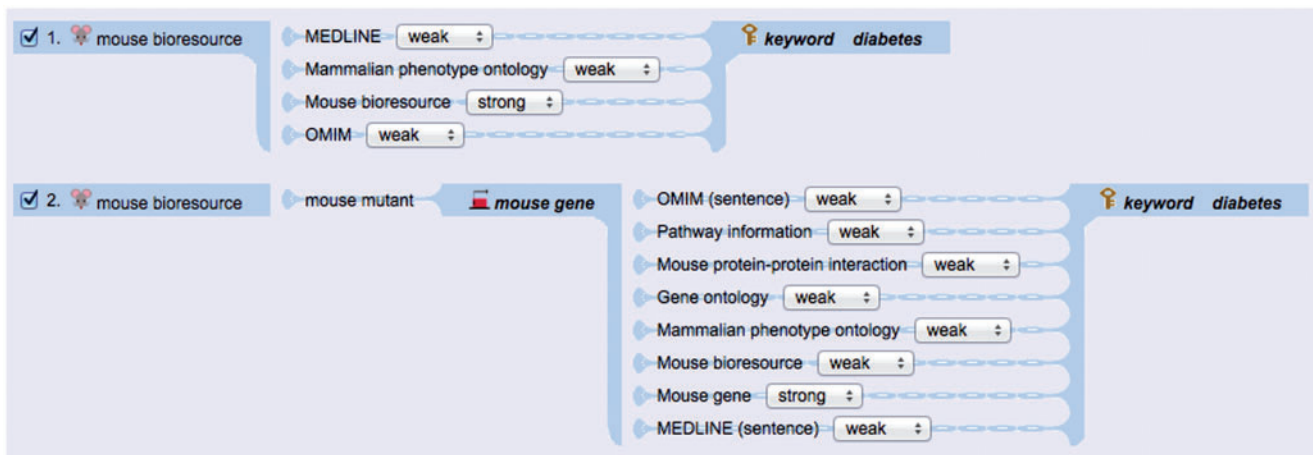 1. mouse bioresource MEDLINE weak keyword diabetes
Mammalian phenotype ontology weak
Mouse bioresource strong
OMIM weak
2. mouse bioresource mouse mutant mouse gene OMIM (sentence) weak keyword diabetes
Pathway information weak
Mouse protein-protein interaction weak
Gene ontology weak
Mammalian phenotype ontology weak
Mouse bioresource weak
Mouse gene strong
MEDLINE (sentence) weak